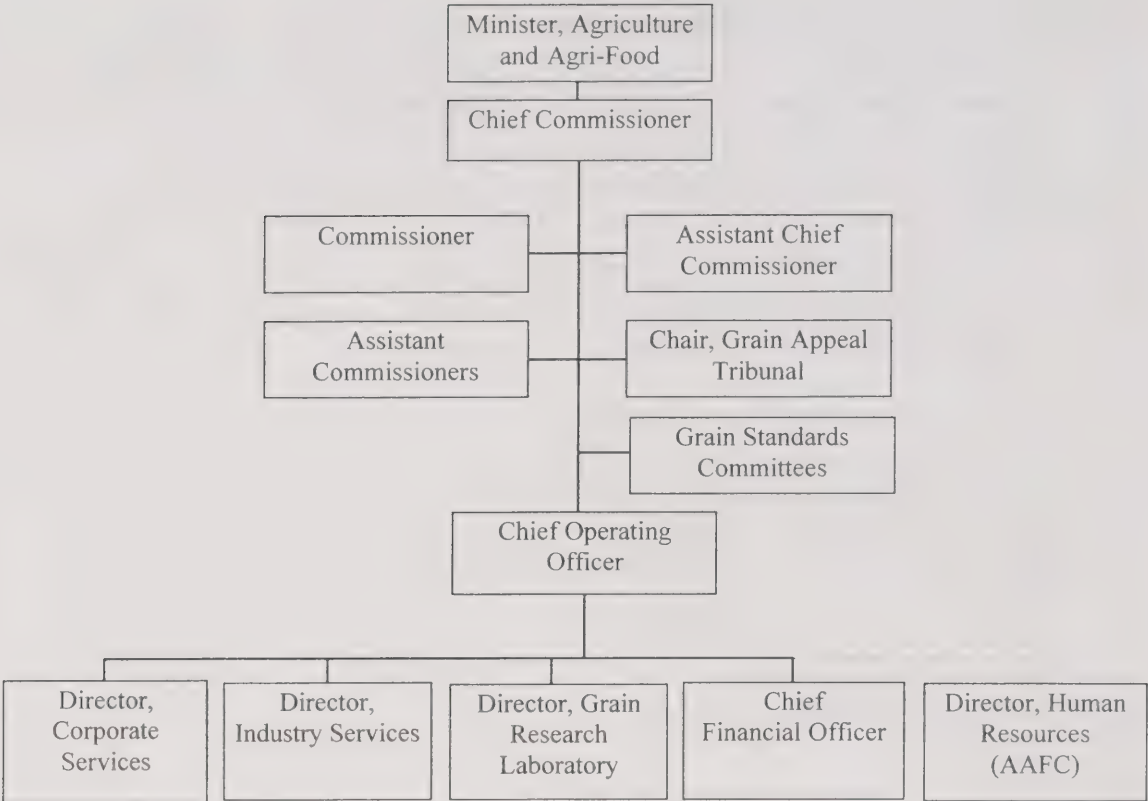 Minister, Agriculture
and Agri-Food
Chief Commissioner
Commissioner
Assistant Chief
Commissioner
Assistant
Commissioners
Chair, Grain Appeal
Tribunal
Grain Standards
Committees
Chief Operating
Officer
Director,
Corporate
Services
Director,
Industry Services
Director, Grain
Research
Laboratory
Chief
Financial Officer
Director, Human
Resources
(AAFC)